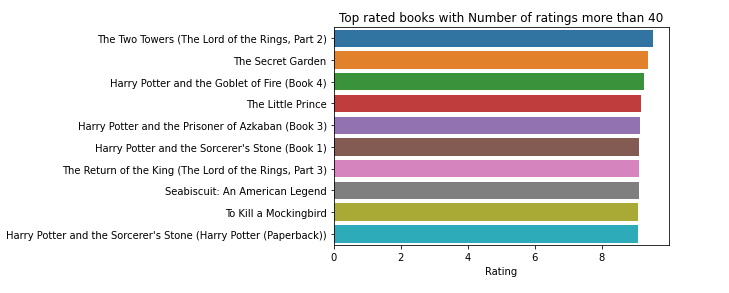 Top rated books with Number of ratings more than 40
The Two Towers (The Lord of the Rings, Part 2)
The Secret Garden
Harry Potter and the Goblet of Fire (Book 4)
The Little Prince
Harry Potter and the Prisoner of Azkaban (Book 3)
Harry Potter and the Sorcerer's Stone (Book 1)
The Return of the King (The Lord of the Rings, Part 3)
Seabiscuit: An American Legend
To Kill a Mockingbird
Harry Potter and the Sorcerer's Stone (Harry Potter (Paperback))
0 2 4 6 8
Rating